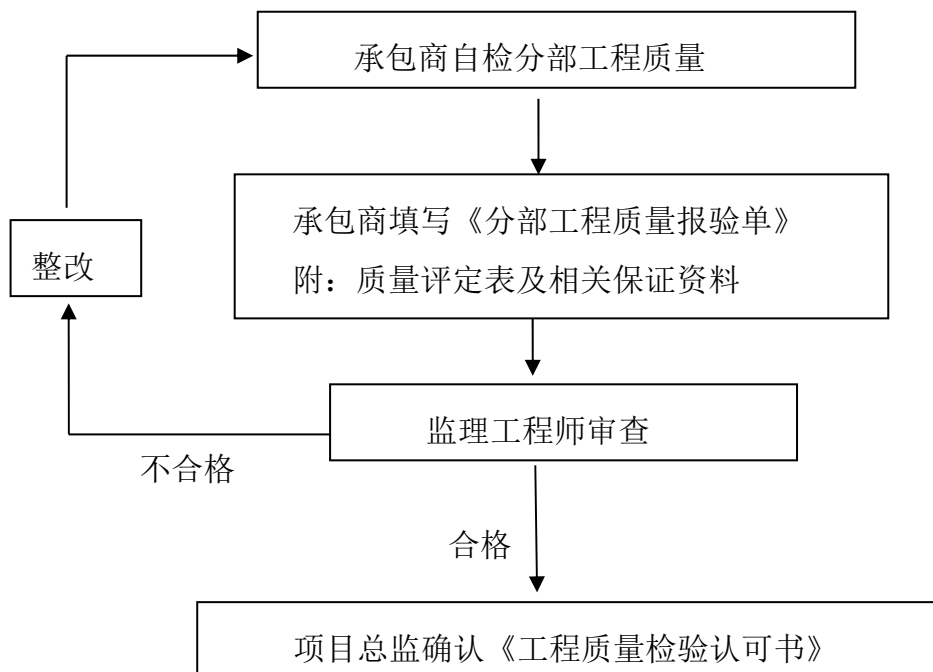 承包商自检分部工程质量
承包商填写《分部工程质量报验单》
附：质量评定表及相关保证资料
整改
监理工程师审查
不合格
合格
项目总监确认《工程质量检验认可书》